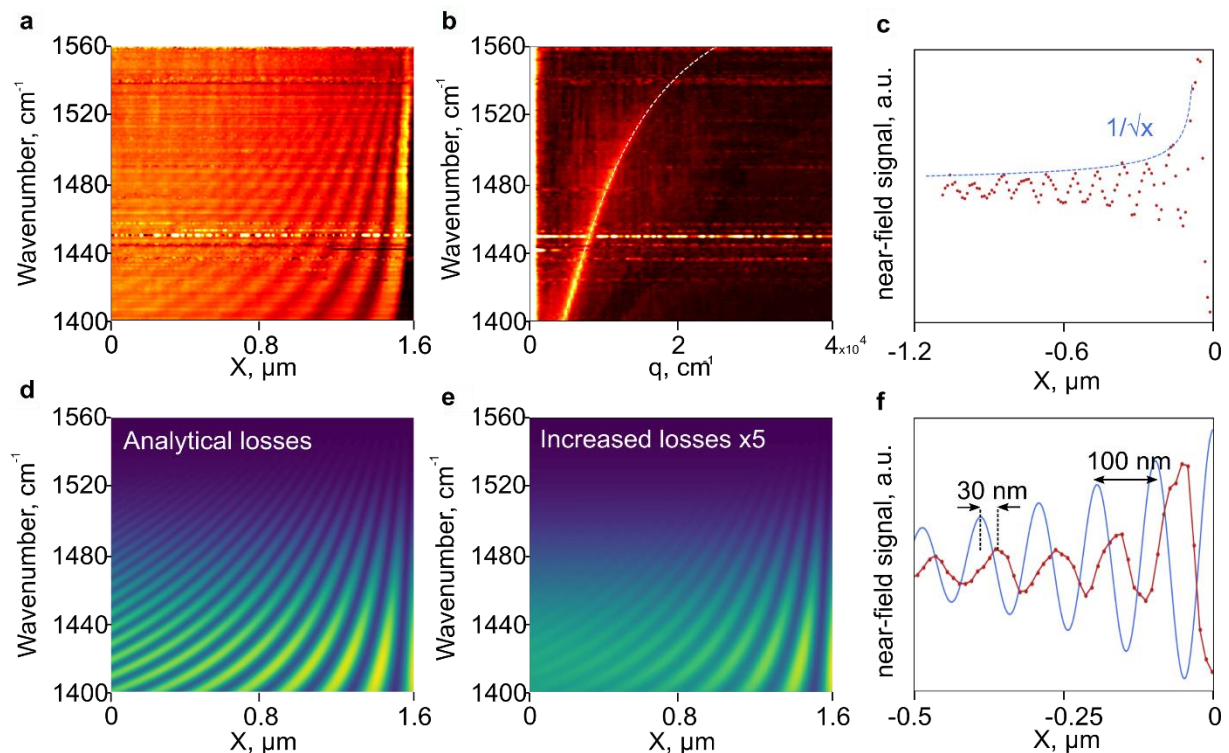 a
Wavenumber, cm⁻¹
1560
1520
1480
1440
1400
0
0.8
1.6
X, µm
b
Wavenumber, cm⁻¹
1560
1520
1480
1440
1400
0
2
4 x10⁴
q, cm⁻¹
c
near-field signal, a.u.
1/√x
-1.2
-0.6
0
X, µm
d
Wavenumber, cm⁻¹
1560
1520
1480
1440
1400
Analytical losses
0
0.8
1.6
X, µm
e
Wavenumber, cm⁻¹
1560
1520
1480
1440
1400
Increased losses x5
0
0.8
1.6
X, µm
f
near-field signal, a.u.
100 nm
30 nm
-0.5
-0.25
0
X, µm